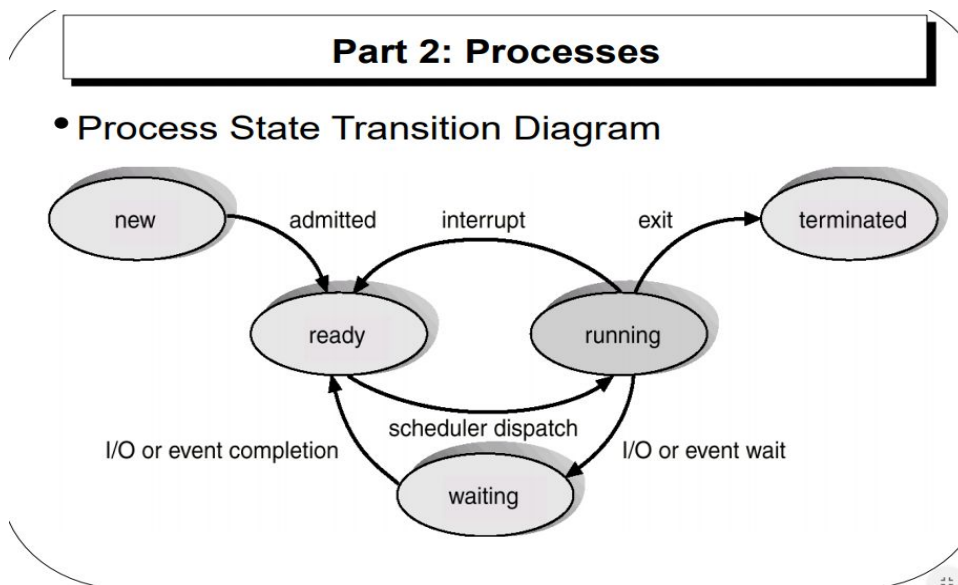 Part 2: Processes
• Process State Transition Diagram
new
admitted
interrupt
exit
terminated
ready
running
scheduler dispatch
I/O or event completion
I/O or event wait
waiting